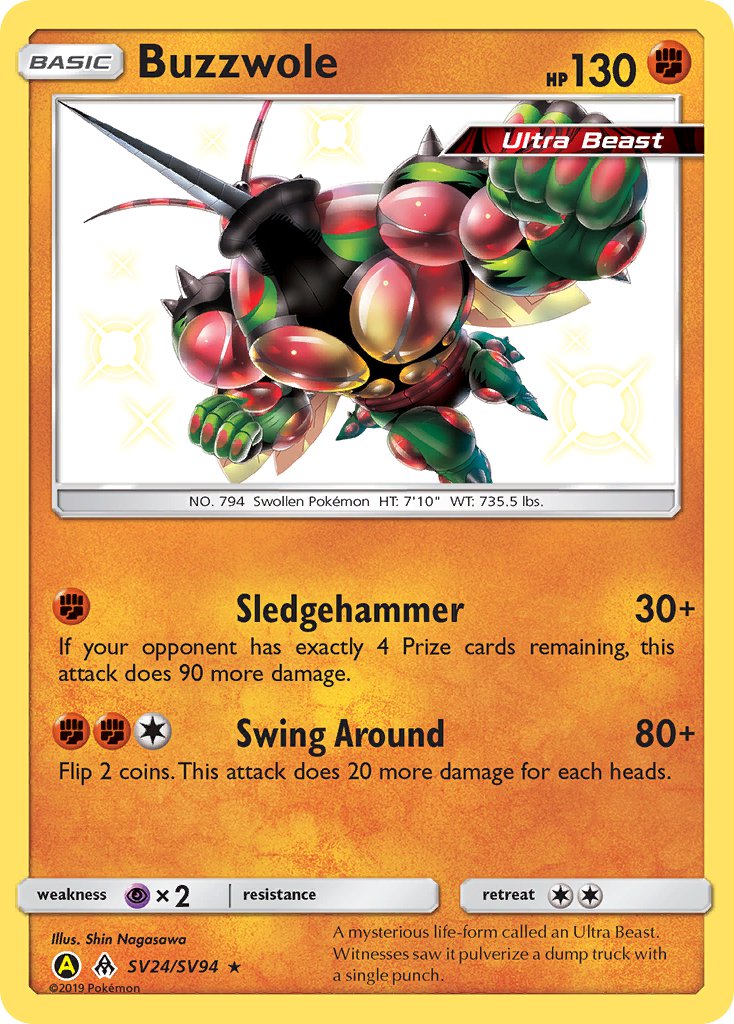 BASIC Buzzwole HP 130
Ultra Beast
NO. 794 Swollen Pokémon HT: 7'10" WT: 735.5 lbs.
Sledgehammer 30+
If your opponent has exactly 4 Prize cards remaining, this
attack does 90 more damage.
Swing Around 80+
Flip 2 coins. This attack does 20 more damage for each heads.
weakness × 2 resistance retreat
Illus. Shin Nagasawa
A SV24/SV94 ★
©2019 Pokémon
A mysterious life-form called an Ultra Beast.
Witnesses saw it pulverize a dump truck with
a single punch.